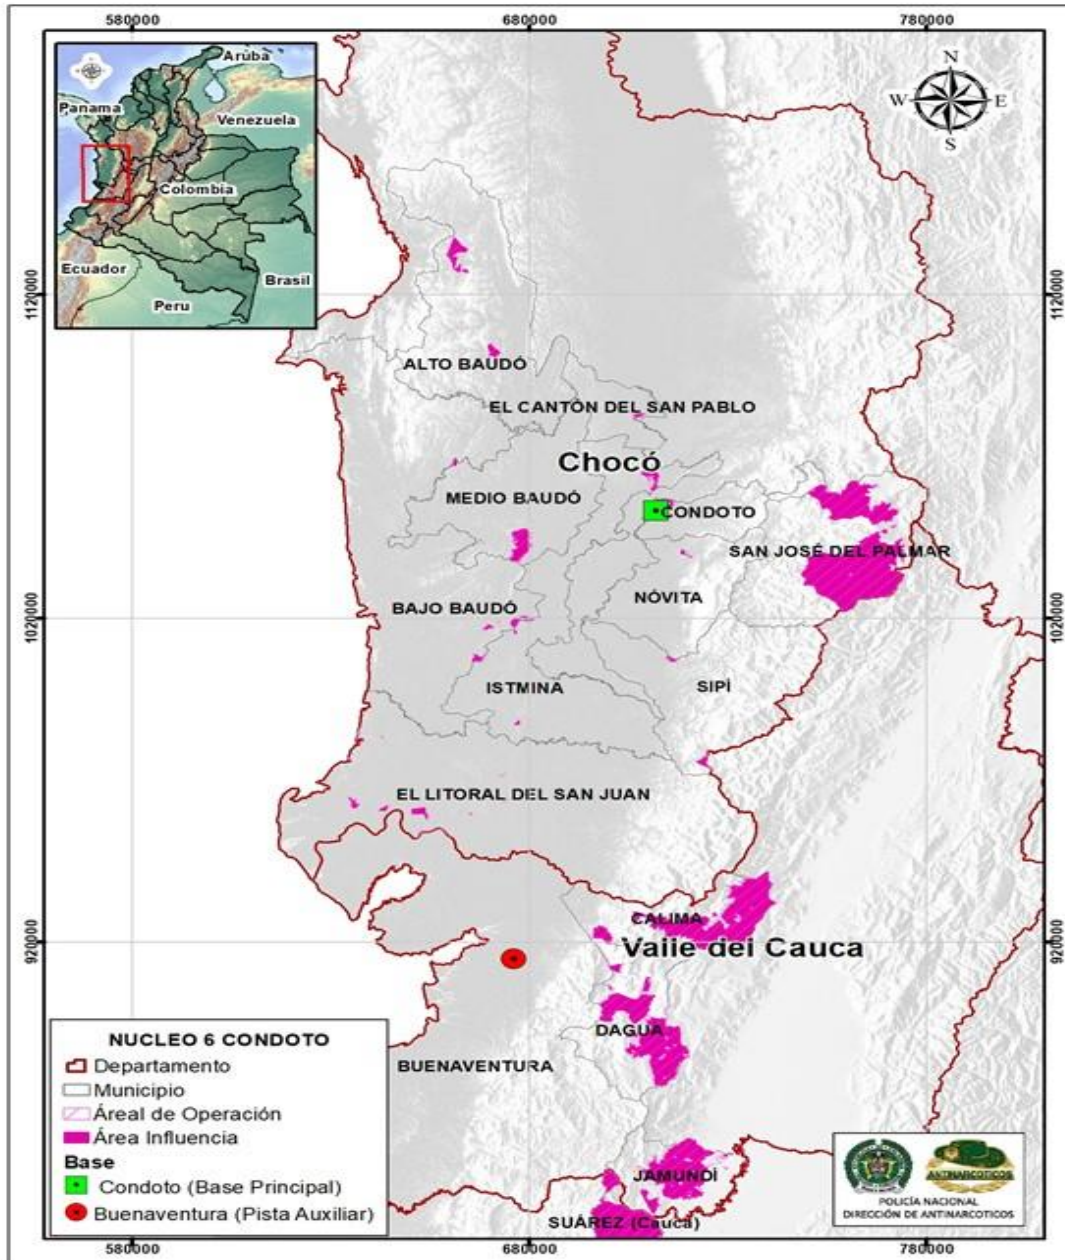 580000
680000
780000
Aruba
Panama
Venezuela
Colombia
Ecuador
Brasil
Peru
N
W
E
S
1120000
1120000
ALTO BAUDÓ
EL CANTÓN DEL SAN PABLO
Chocó
MEDIO BAUDÓ
CONDOTO
SAN JOSÉ DEL PALMAR
NÓVITA
BAJO BAUDÓ
1020000
1020000
ISTMINA
SIPÍ
EL LITORAL DEL SAN JUAN
CALIMA
920000
920000
Valle del Cauca
DAGUA
BUENAVENTURA
JAMUNDÍ
SUÁREZ (Cauca)
NUCLEO 6 CONDOTO
Departamento
Municipio
Áreal de Operación
Área Influencia
Base
Condoto (Base Principal)
Buenaventura (Pista Auxiliar)
ANTINARCOTICOS
POLICÍA NACIONAL
DIRECCIÓN DE ANTINARCOTICOS
580000
680000
780000